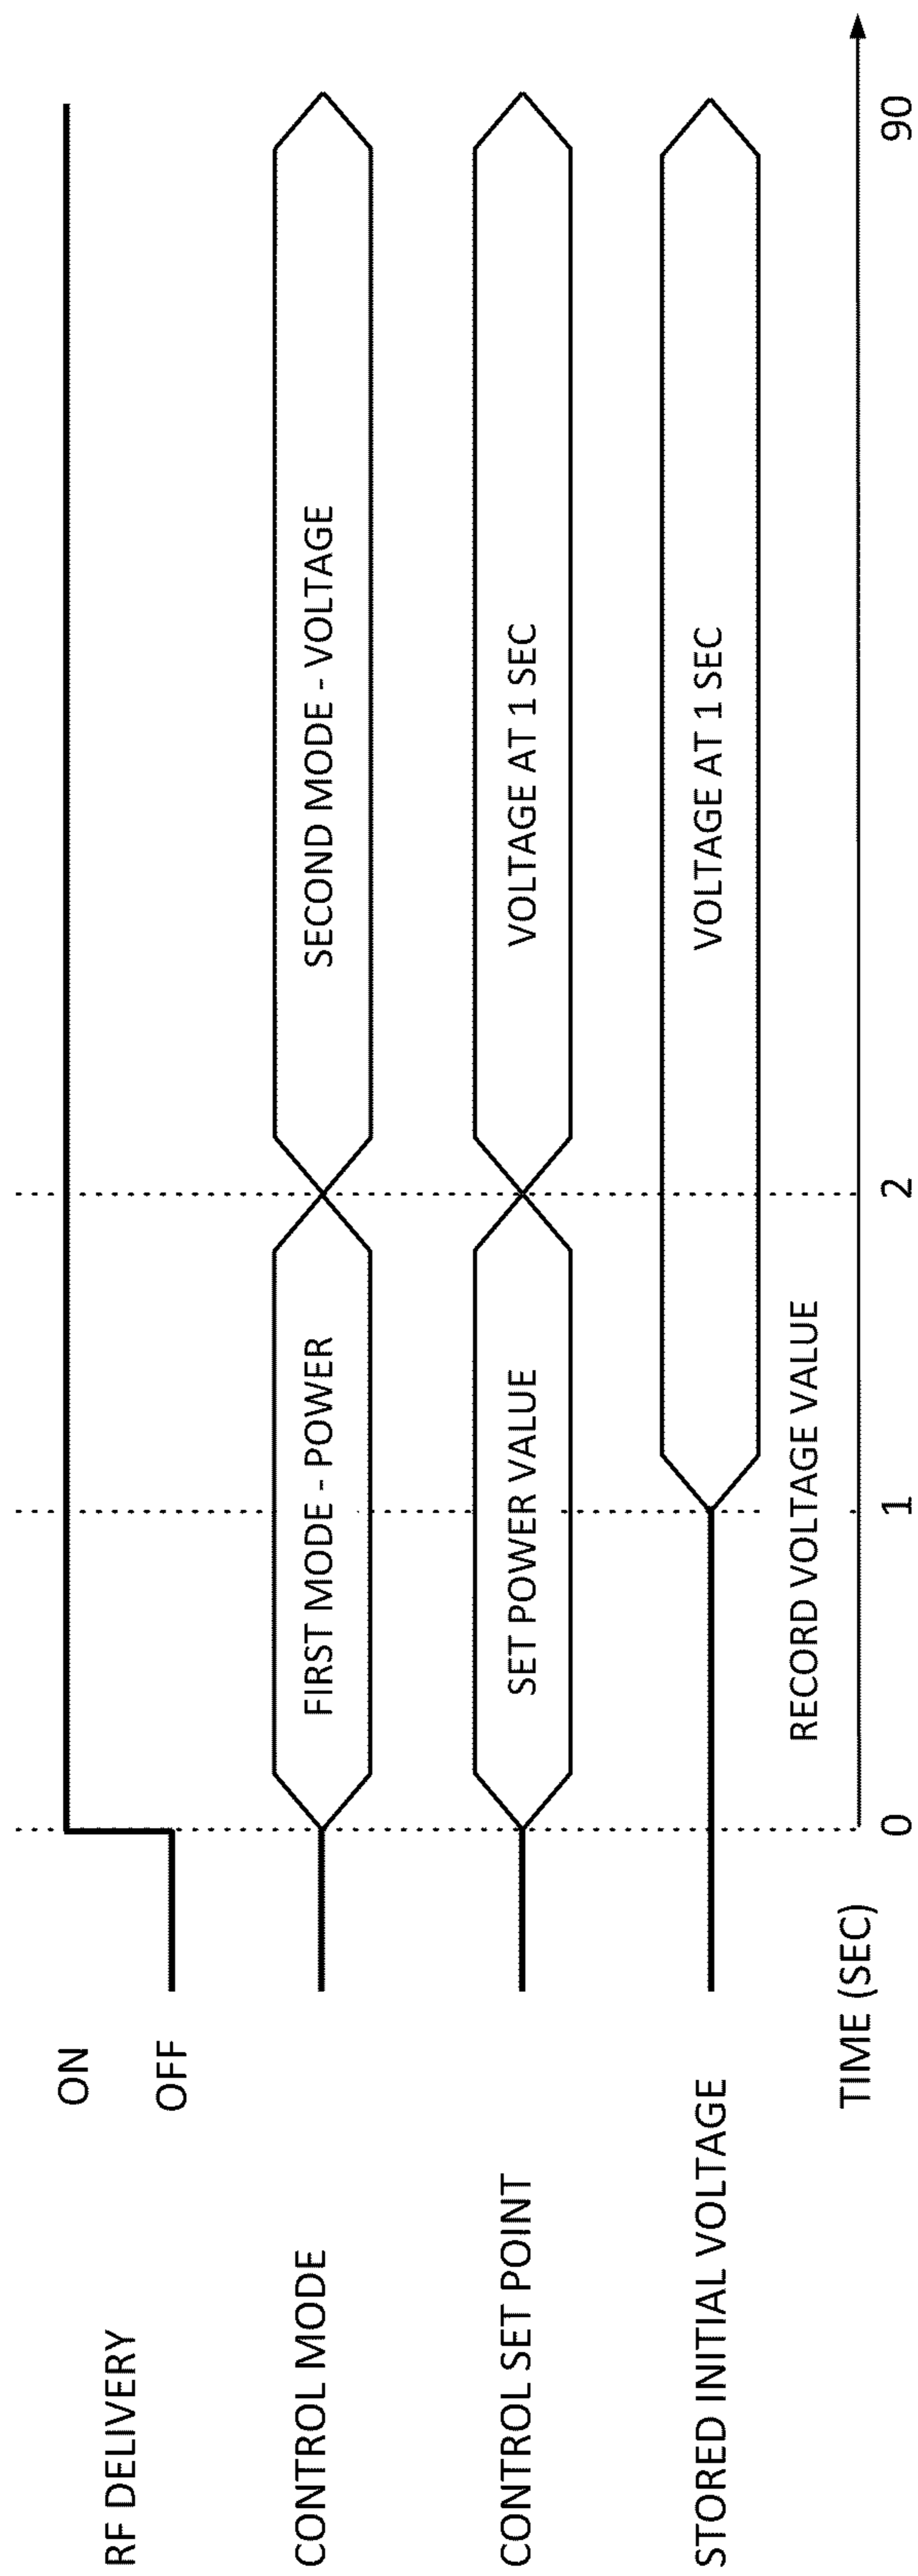 RF DELIVERY
ON
OFF
CONTROL MODE
FIRST MODE - POWER
SECOND MODE - VOLTAGE
CONTROL SET POINT
SET POWER VALUE
VOLTAGE AT 1 SEC
STORED INITIAL VOLTAGE
VOLTAGE AT 1 SEC
RECORD VOLTAGE VALUE
TIME (SEC)
0
1
2
90